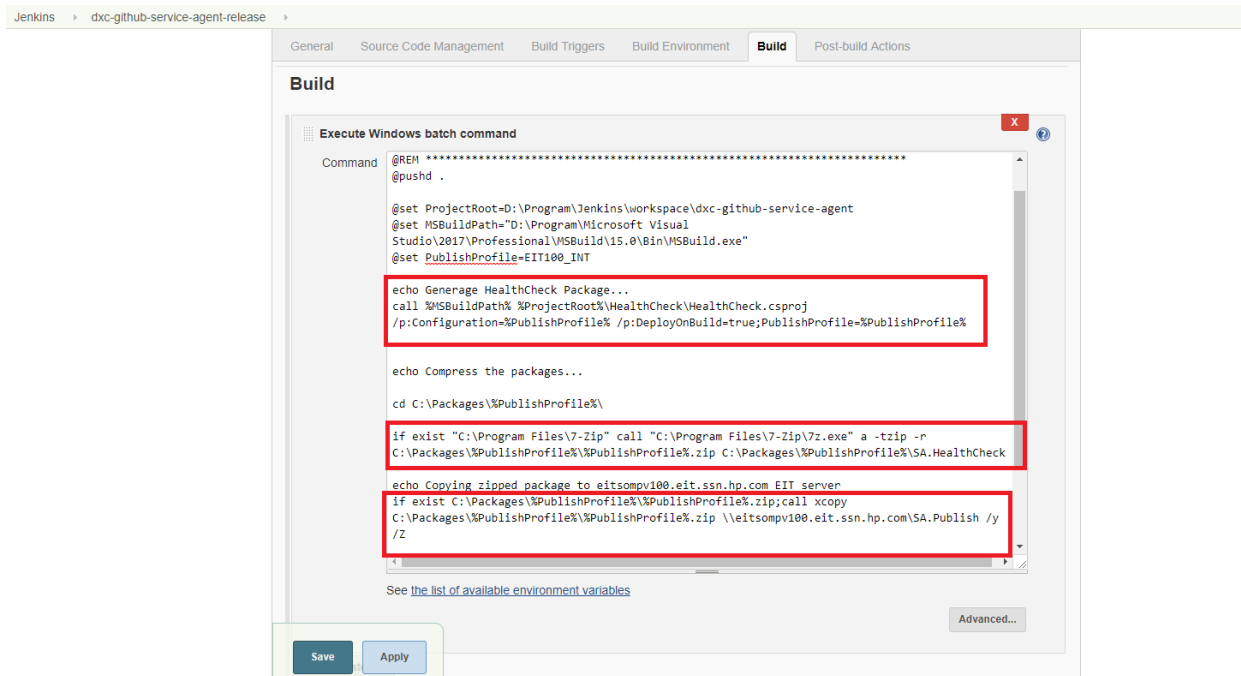 Jenkins dxc-github-service-agent-release
General Source Code Management Build Triggers Build Environment Build Post-build Actions
Build
X
Execute Windows batch command
Command
@REM **************************************************************************
@pushd .
@set ProjectRoot=D:\Program\Jenkins\workspace\dxc-github-service-agent
@set MSBuildPath="D:\Program\Microsoft Visual
Studio\2017\Professional\MSBuild\15.0\Bin\MSBuild.exe"
@set PublishProfile=EIT100_INT
echo Generage HealthCheck Package...
call %MSBuildPath% %ProjectRoot%\HealthCheck\HealthCheck.csproj
/p:Configuration=%PublishProfile% /p:DeployOnBuild=true;PublishProfile=%PublishProfile%
echo Compress the packages...
cd C:\Packages\%PublishProfile%\
if exist "C:\Program Files\7-Zip" call "C:\Program Files\7-Zip\7z.exe" a -tzip -r
C:\Packages\%PublishProfile%\%PublishProfile%.zip C:\Packages\%PublishProfile%\SA.HealthCheck
echo Copying zipped package to eitsompv100.eit.ssn.hp.com EIT server
if exist C:\Packages\%PublishProfile%\%PublishProfile%.zip;call xcopy
C:\Packages\%PublishProfile%\%PublishProfile%.zip \\eitsompv100.eit.ssn.hp.com\SA.Publish /y
/Z
See the list of available environment variables
Advanced...
Save Apply